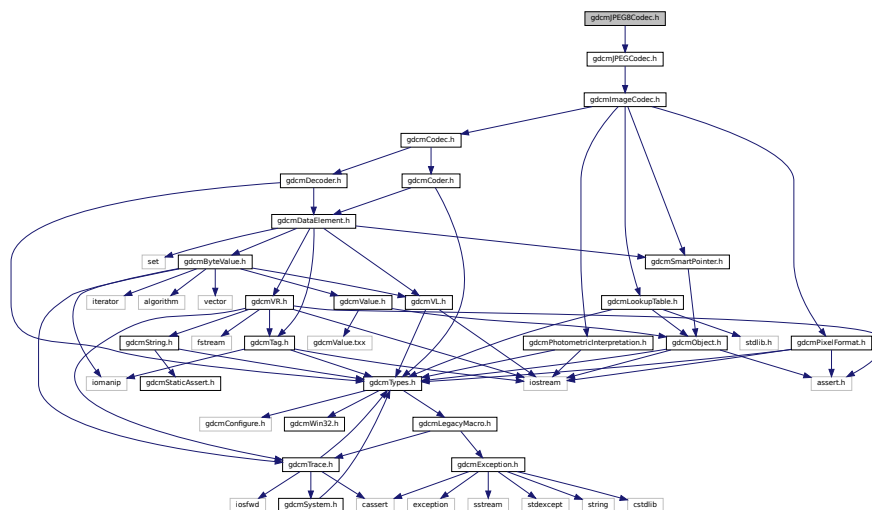 gdcmJPEG8Codec.h
gdcmJPEGCodec.h
gdcmImageCodec.h
gdcmCodec.h
gdcmDecoder.h
gdcmCoder.h
gdcmDataElement.h
set
gdcmByteValue.h
gdcmSmartPointer.h
iterator
algorithm
vector
gdcmVR.h
gdcmValue.h
gdcmVL.h
gdcmLookupTable.h
gdcmString.h
fstream
gdcmTag.h
gdcmValue.txx
gdcmPhotometricInterpretation.h
gdcmObject.h
stdlib.h
gdcmPixelFormat.h
iomanip
gdcmStaticAssert.h
gdcmTypes.h
iostream
assert.h
gdcmConfigure.h
gdcmWin32.h
gdcmLegacyMacro.h
gdcmTrace.h
gdcmException.h
iosfwd
gdcmSystem.h
cassert
exception
sstream
stdexcept
string
cstdlib